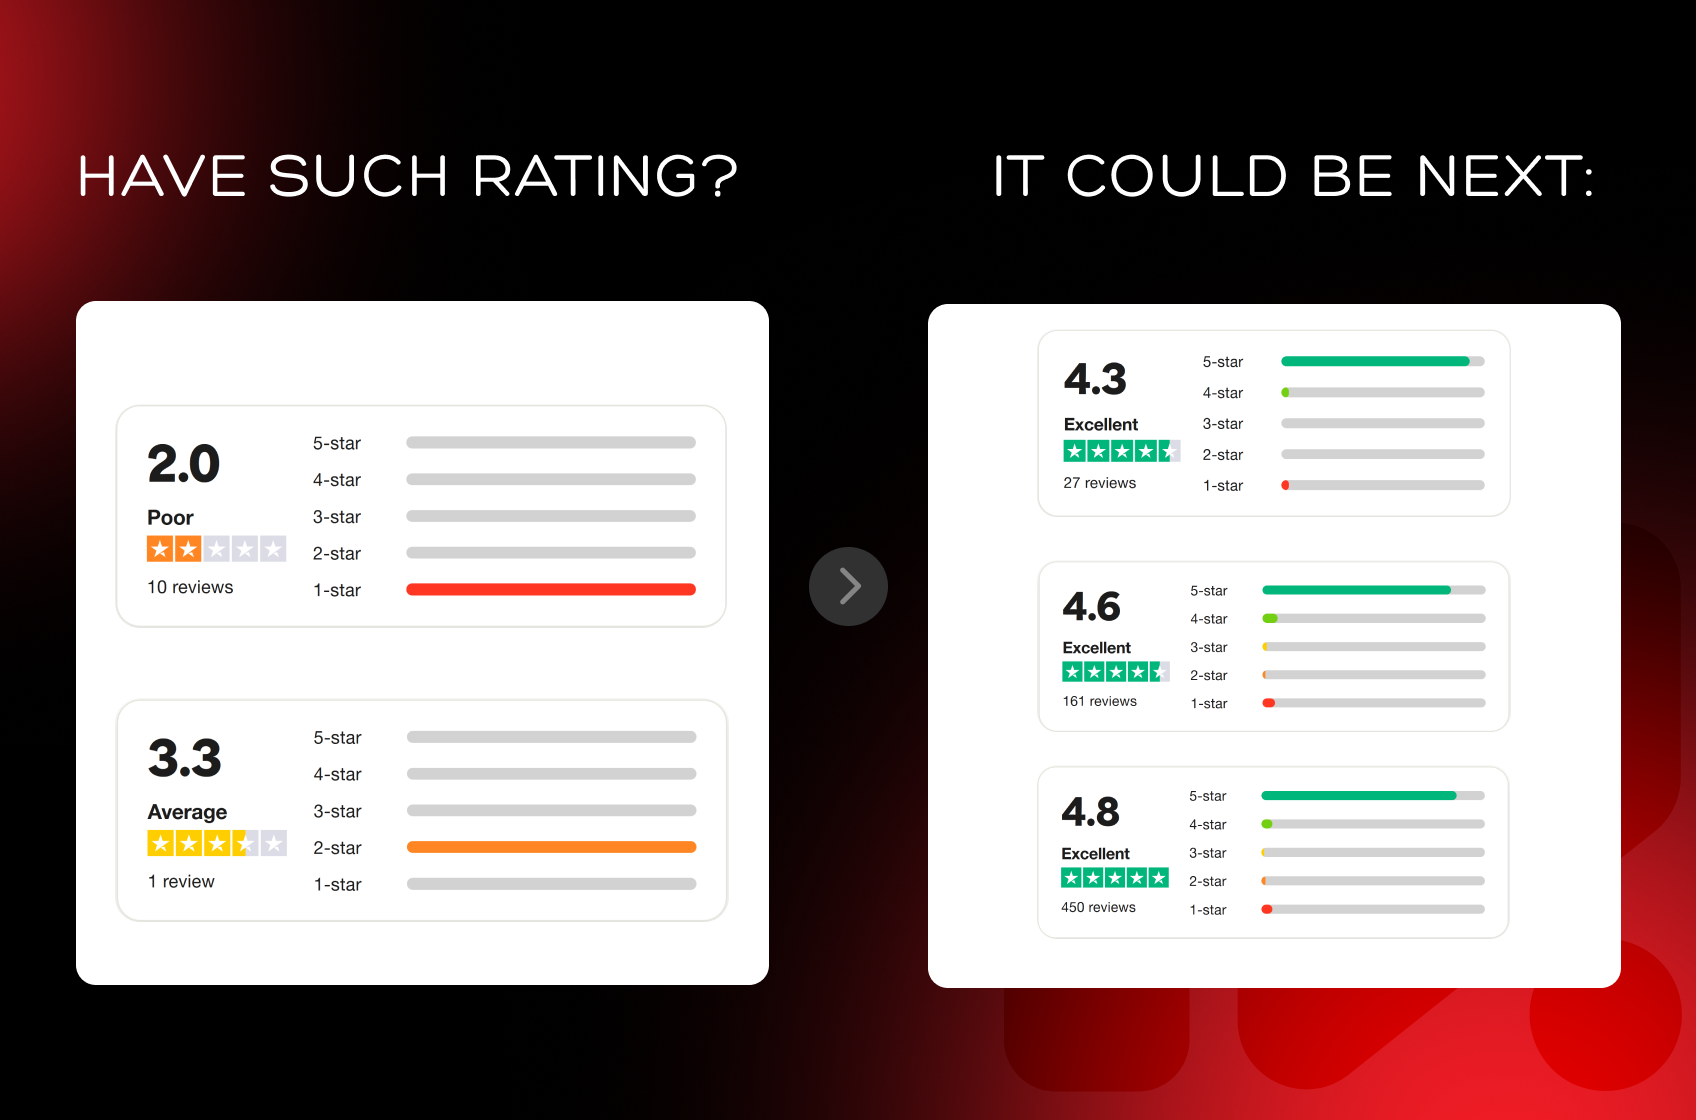 HAVE SUCH RATING?
2.0
Poor
10 reviews
5-star
4-star
3-star
2-star
1-star
3.3
Average
1 review
5-star
4-star
3-star
2-star
1-star
IT COULD BE NEXT:
4.3
Excellent
27 reviews
5-star
4-star
3-star
2-star
1-star
4.6
Excellent
161 reviews
5-star
4-star
3-star
2-star
1-star
4.8
Excellent
450 reviews
5-star
4-star
3-star
2-star
1-star